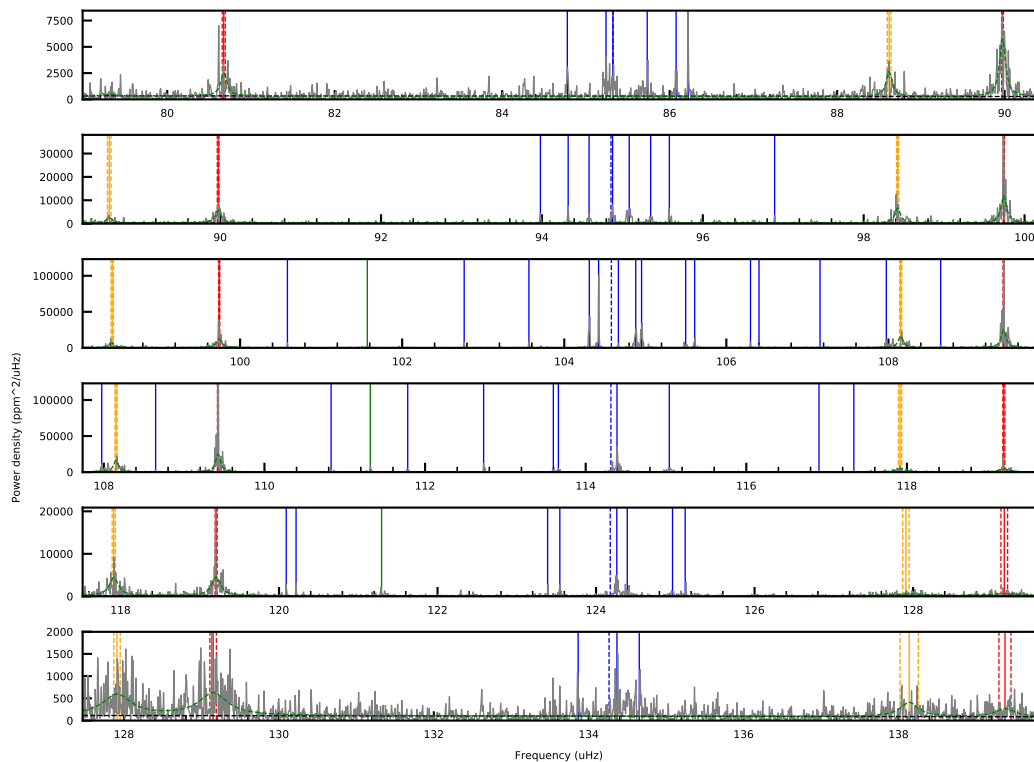 7500
5000
2500
0
80 82 84 86 88 90
30000
20000
10000
0
90 92 94 96 98 100
100000
50000
0
100 102 104 106 108
100000
50000
0
108 110 112 114 116 118
20000
10000
0
118 120 122 124 126 128
2000
1500
1000
500
0
128 130 132 134 136 138
Power density (ppm^2/uHz)
Frequency (uHz)